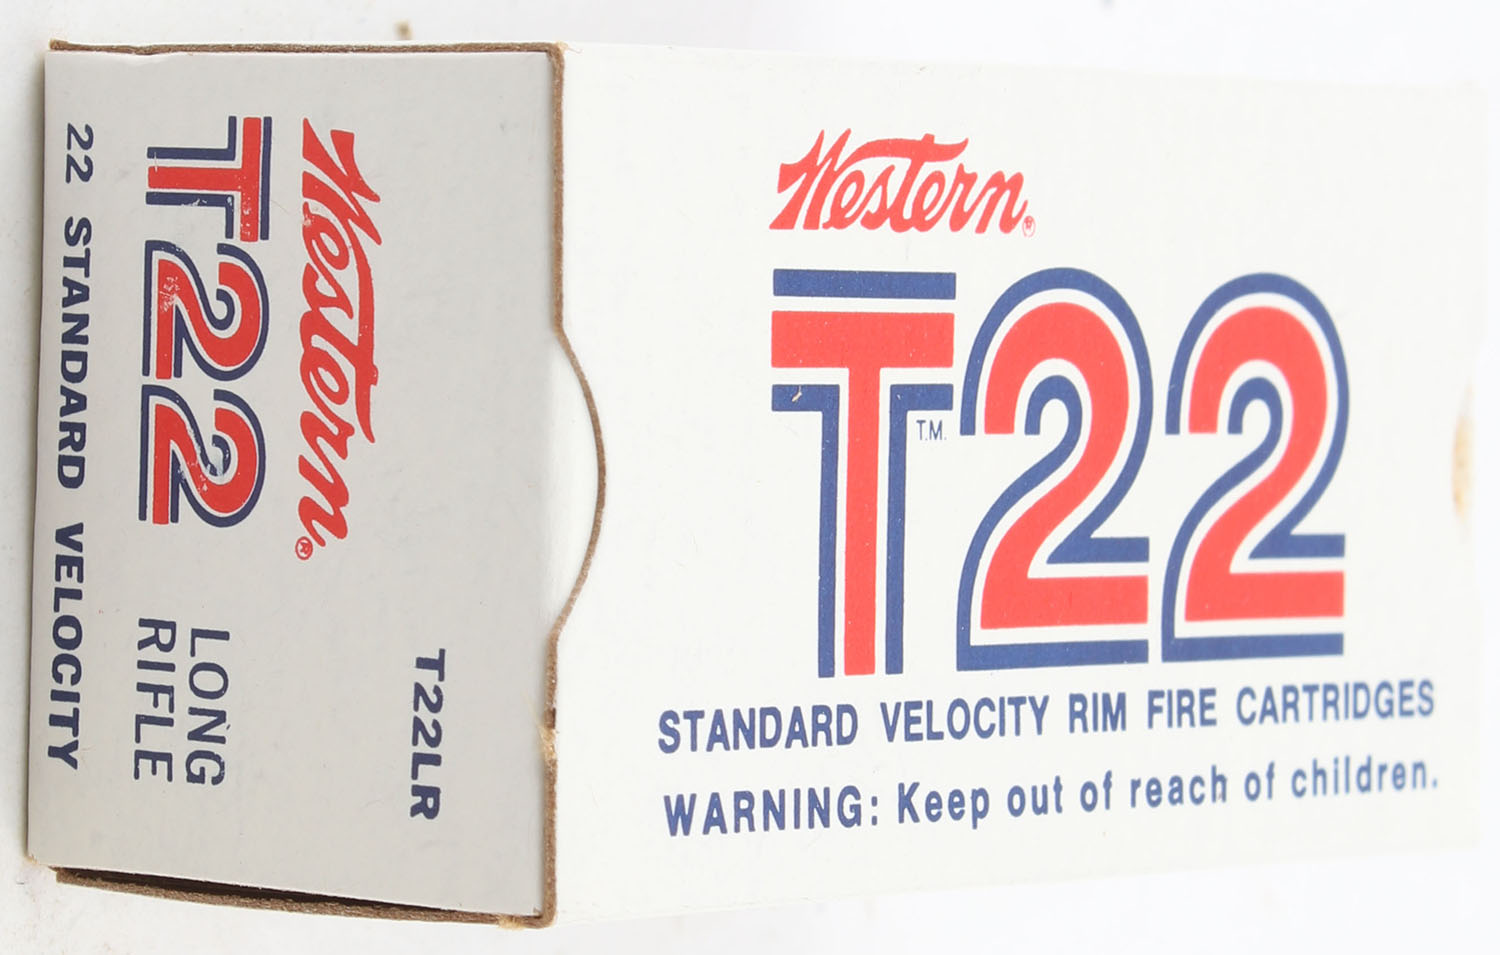 Western®
T22
LONG
RIFLE
22 STANDARD VELOCITY
T22LR
Western®
T22
T.M.
STANDARD VELOCITY RIM FIRE CARTRIDGES
WARNING: Keep out of reach of children.